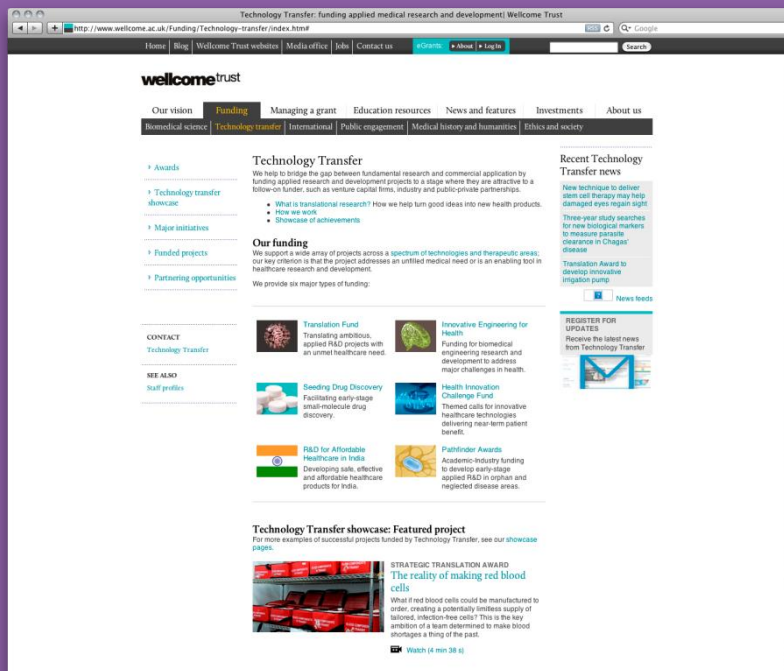 Technology Transfer: funding applied medical research and development| Wellcome Trust
http://www.wellcome.ac.uk/Funding/Technology-transfer/index.htm#
Google
Home Blog Wellcome Trust websites Media office Jobs Contact us eGrants About Log In Search
wellcometrust
Our vision Funding Managing a grant Education resources News and features Investments About us
Biomedical science Technology transfer International Public engagement Medical history and humanities Ethics and society
Awards
Technology transfer
showcase
Major initiatives
Funded projects
Partnering opportunities
CONTACT
Technology Transfer
SEE ALSO
Staff profiles
Technology Transfer
We help to bridge the gap between fundamental research and commercial application by
funding applied research and development projects to a stage where they are attractive to a
follow-on funder, such as venture capital firms, industry and public-private partnerships.
What is translational research? How we help turn good ideas into new health products.
How we work
Showcase of achievements
Our funding
We support a wide array of projects across a spectrum of technologies and therapeutic areas;
our key criterion is that the project addresses an unfilled medical need or is an enabling tool in
healthcare research and development.
We provide six major types of funding:
Translation Fund
Translating ambitious,
applied R&D projects with
an unmet healthcare need.
Innovative Engineering for
Health
Funding for biomedical
engineering research and
development to address
major challenges in health.
Seeding Drug Discovery
Facilitating early-stage
small-molecule drug
discovery.
Health Innovation
Challenge Fund
Themed calls for innovative
healthcare technologies
delivering near-term patient
benefit.
R&D for Affordable
Healthcare in India
Developing safe, effective
and affordable healthcare
products for India.
Pathfinder Awards
Academic-Industry funding
to develop early-stage
applied R&D in orphan and
neglected disease areas.
Technology Transfer showcase: Featured project
For more examples of successful projects funded by Technology Transfer, see our showcase
pages.
STRATEGIC TRANSLATION AWARD
The reality of making red blood
cells
What if red blood cells could be manufactured to
order, creating a potentially limitless supply of
tailored, infection-free cells? This is the key
ambition of a team determined to make blood
shortages a thing of the past.
Watch (4 min 38 s)
Recent Technology
Transfer news
New technique to deliver
stem cell therapy may help
damaged eyes regain sight
Three-year study searches
for new biological markers
to measure parasite
clearance in Chagas'
disease
Translation Award to
develop innovative
irrigation pump
News feeds
REGISTER FOR
UPDATES
Receive the latest news
from Technology Transfer